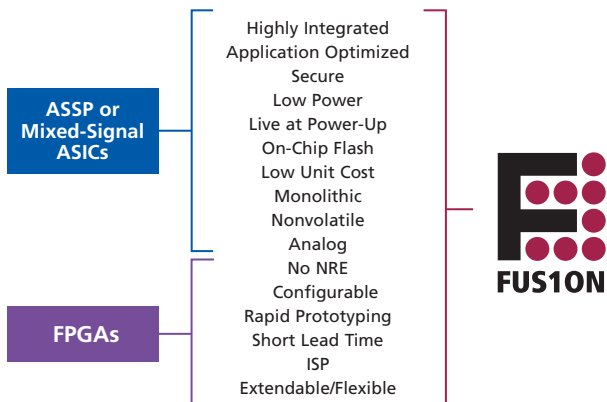 ASSP or
Mixed-Signal
ASICs
Highly Integrated
Application Optimized
Secure
Low Power
Live at Power-Up
On-Chip Flash
Low Unit Cost
Monolithic
Nonvolatile
Analog
No NRE
Configurable
Rapid Prototyping
Short Lead Time
ISP
Extendable/Flexible
FPGAs
FUS1ON